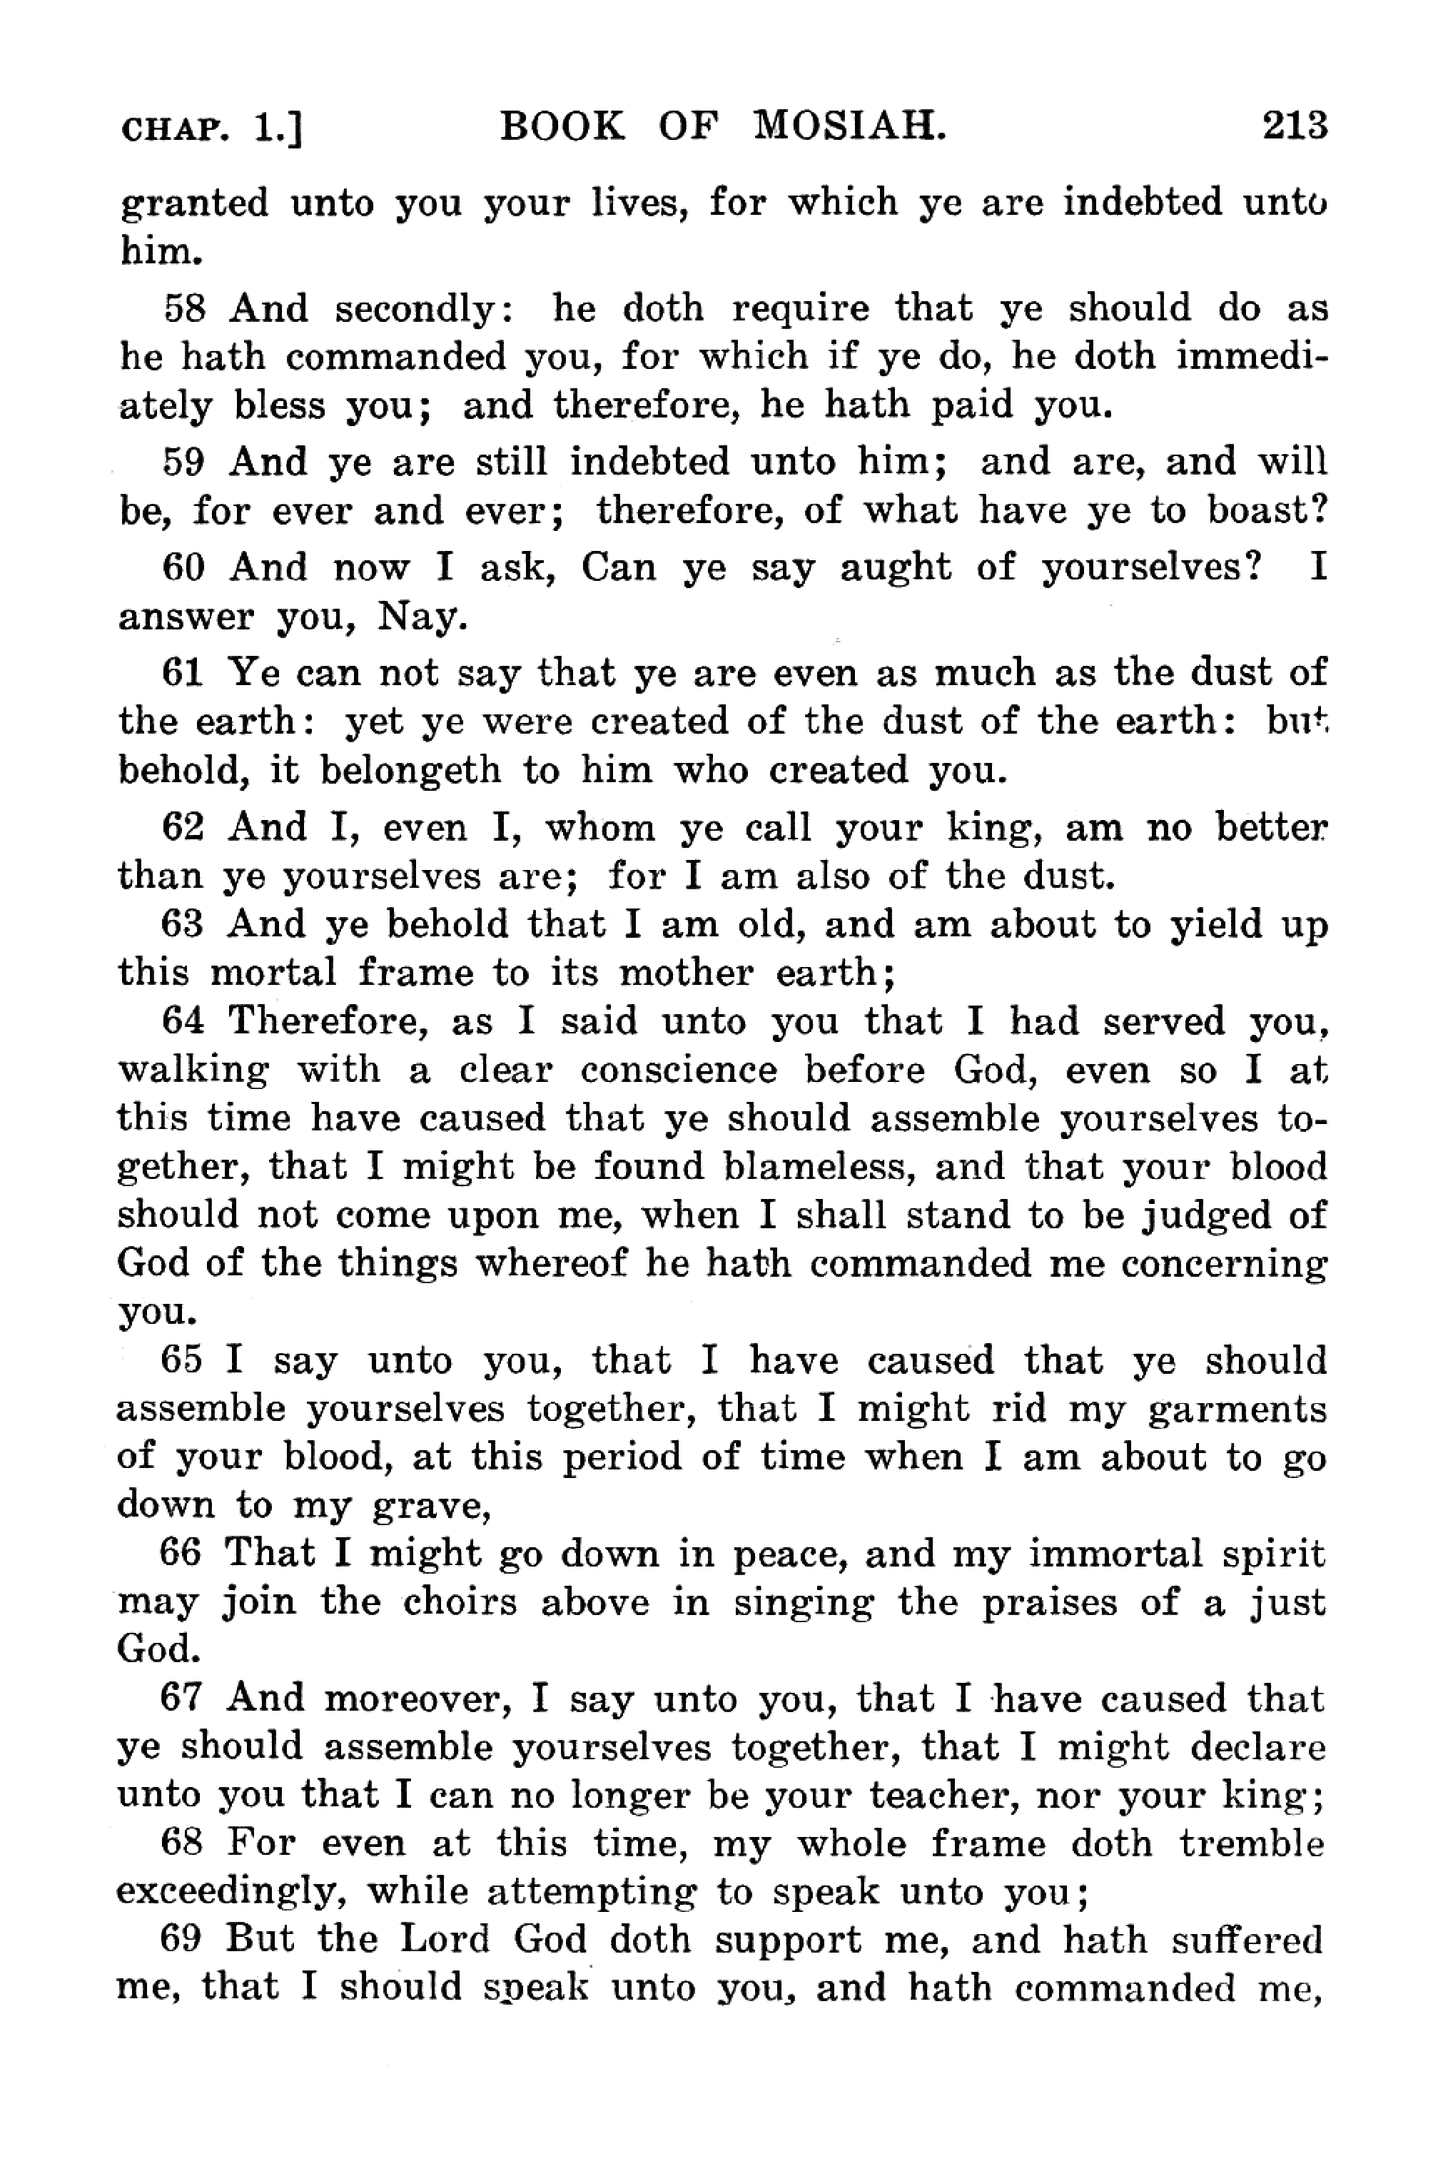 CHAP. 1.] BOOK OF MOSIAH. 213
granted unto you your lives, for which ye are indebted unto
him.
58 And secondly: he doth require that ye should do as
he hath commanded you, for which if ye do, he doth immedi-
ately bless you; and therefore, he hath paid you.
59 And ye are still indebted unto him; and are, and will
be, for ever and ever; therefore, of what have ye to boast?
60 And now I ask, Can ye say aught of yourselves? I
answer you, Nay.
61 Ye can not say that ye are even as much as the dust of
the earth: yet ye were created of the dust of the earth: but
behold, it belongeth to him who created you.
62 And I, even I, whom ye call your king, am no better
than ye yourselves are; for I am also of the dust.
63 And ye behold that I am old, and am about to yield up
this mortal frame to its mother earth;
64 Therefore, as I said unto you that I had served you,
walking with a clear conscience before God, even so I at
this time have caused that ye should assemble yourselves to-
gether, that I might be found blameless, and that your blood
should not come upon me, when I shall stand to be judged of
God of the things whereof he hath commanded me concerning
you.
65 I say unto you, that I have caused that ye should
assemble yourselves together, that I might rid my garments
of your blood, at this period of time when I am about to go
down to my grave,
66 That I might go down in peace, and my immortal spirit
may join the choirs above in singing the praises of a just
God.
67 And moreover, I say unto you, that I have caused that
ye should assemble yourselves together, that I might declare
unto you that I can no longer be your teacher, nor your king;
68 For even at this time, my whole frame doth tremble
exceedingly, while attempting to speak unto you;
69 But the Lord God doth support me, and hath suffered
me, that I should speak unto you, and hath commanded me,